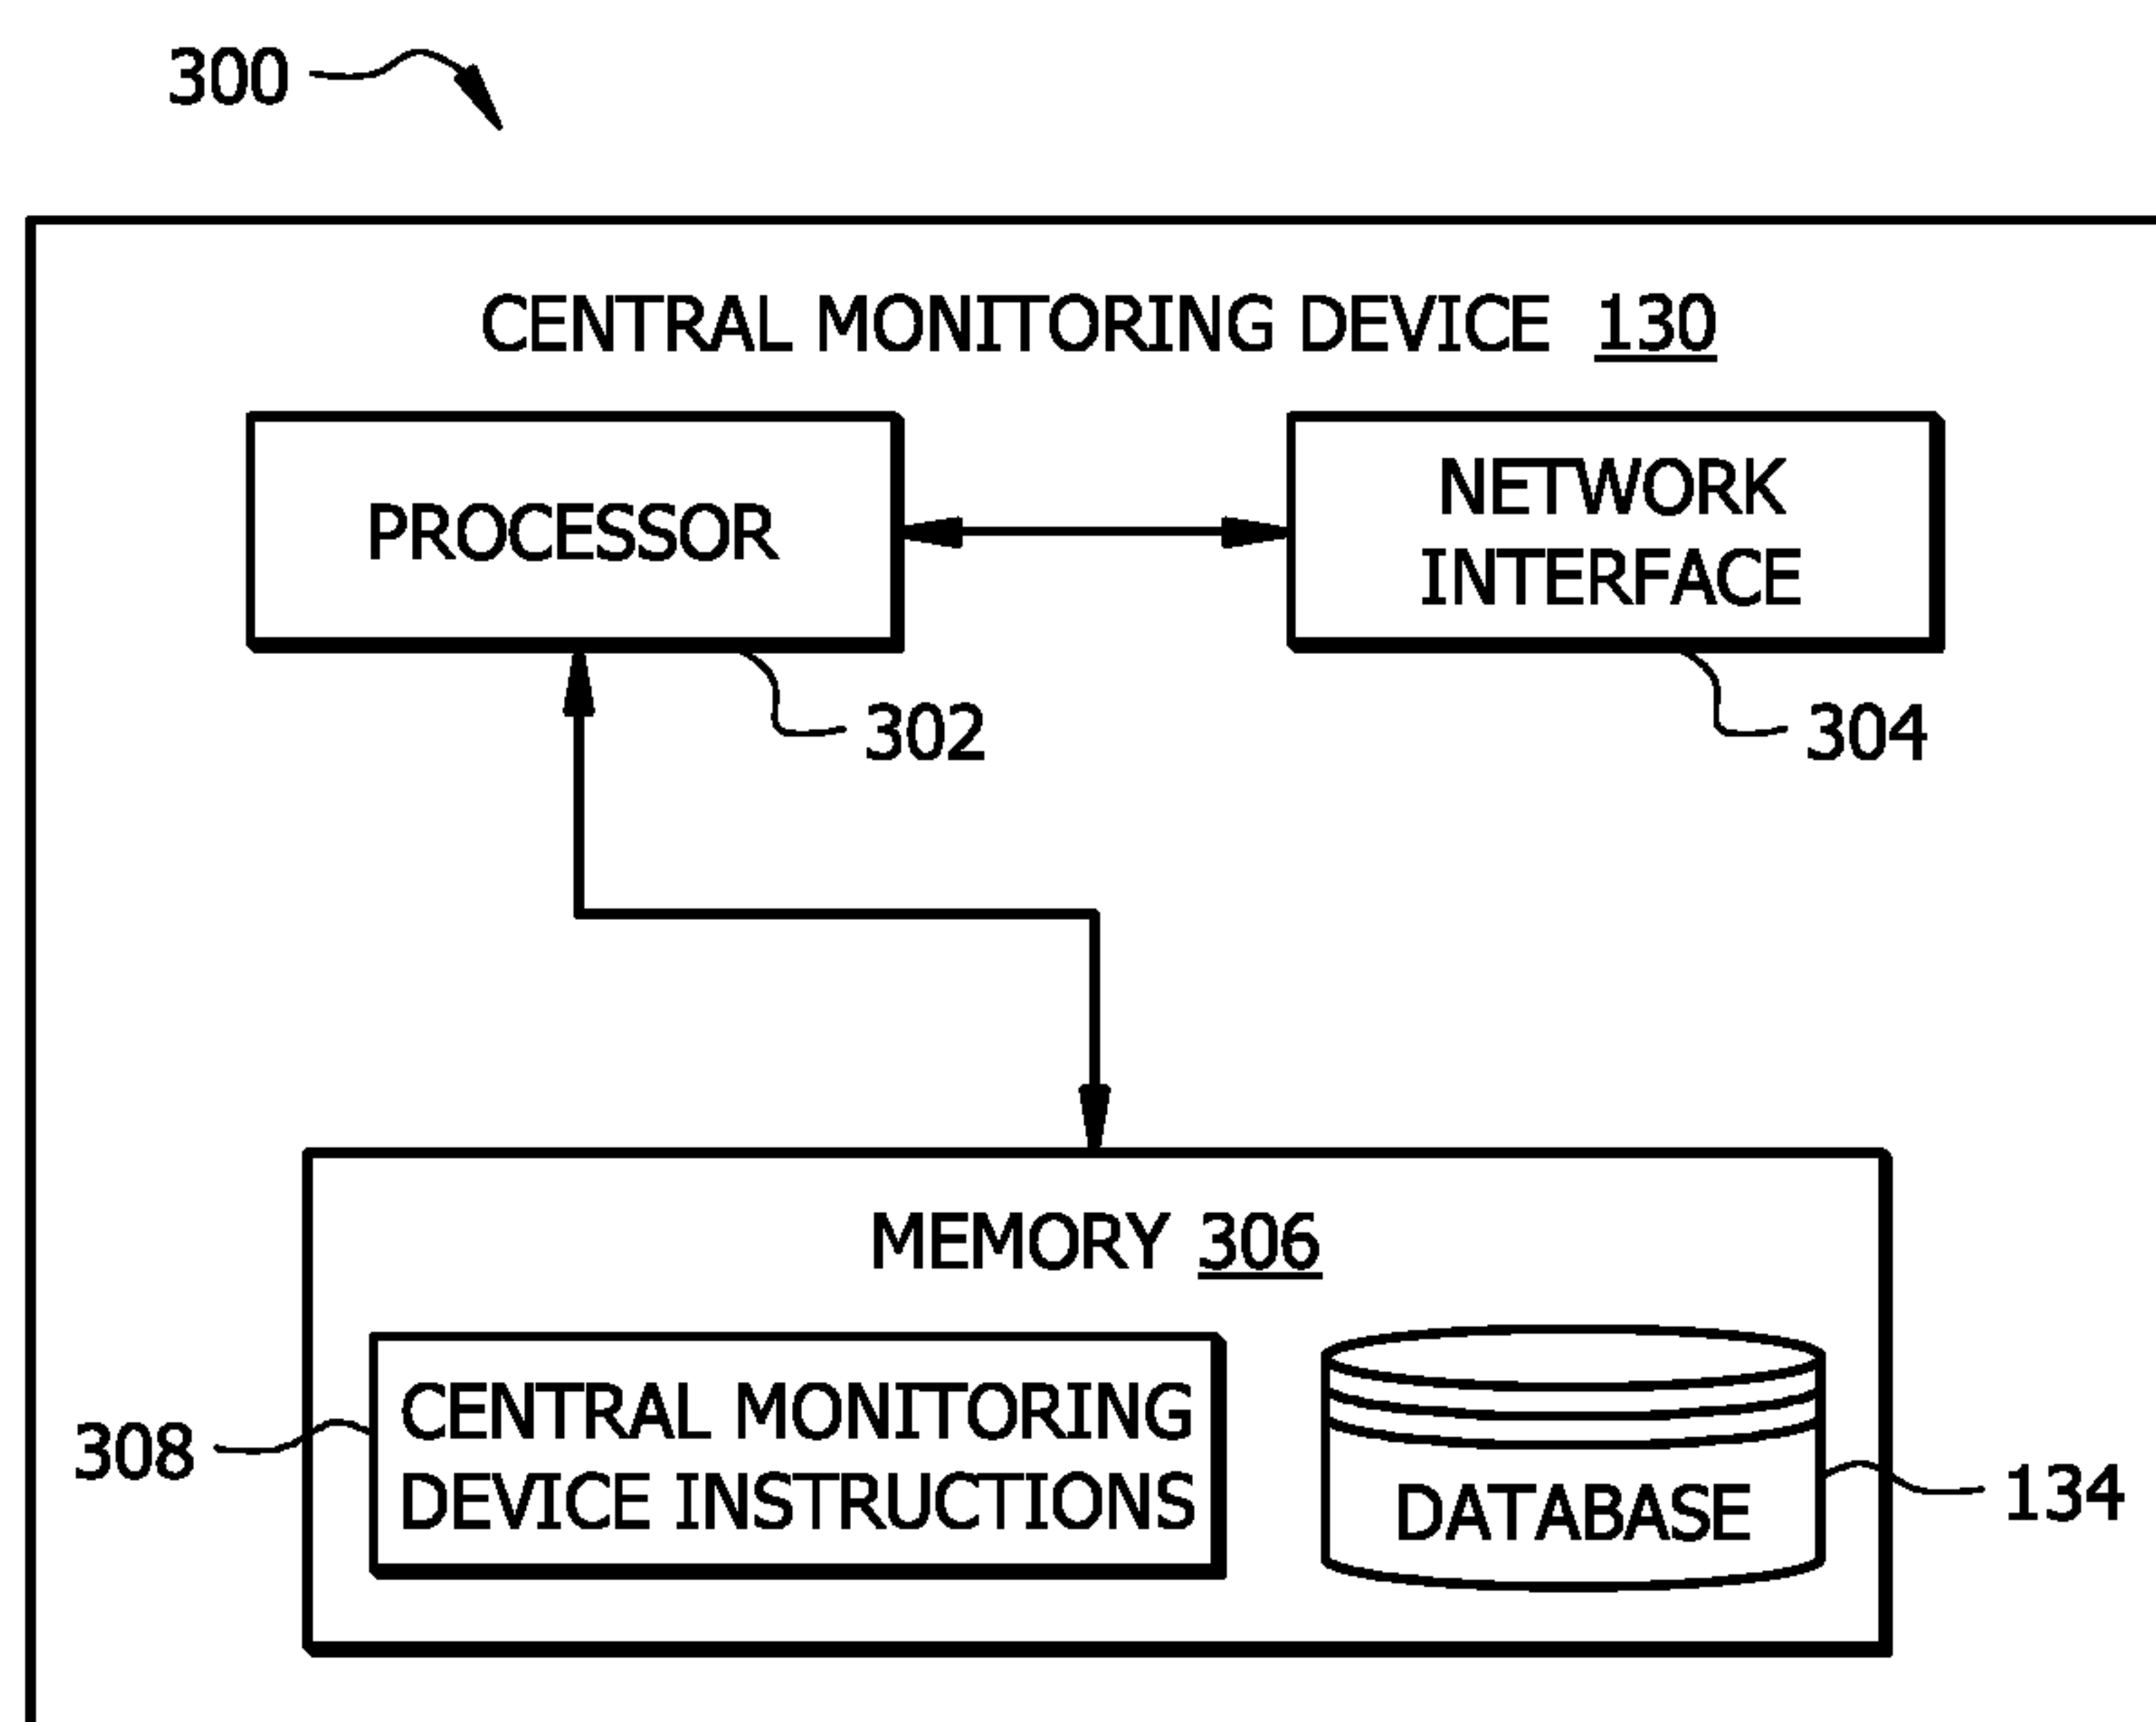 300
CENTRAL MONITORING DEVICE 130
PROCESSOR
NETWORK
INTERFACE
302
304
MEMORY 306
CENTRAL MONITORING
DEVICE INSTRUCTIONS
308
DATABASE
134